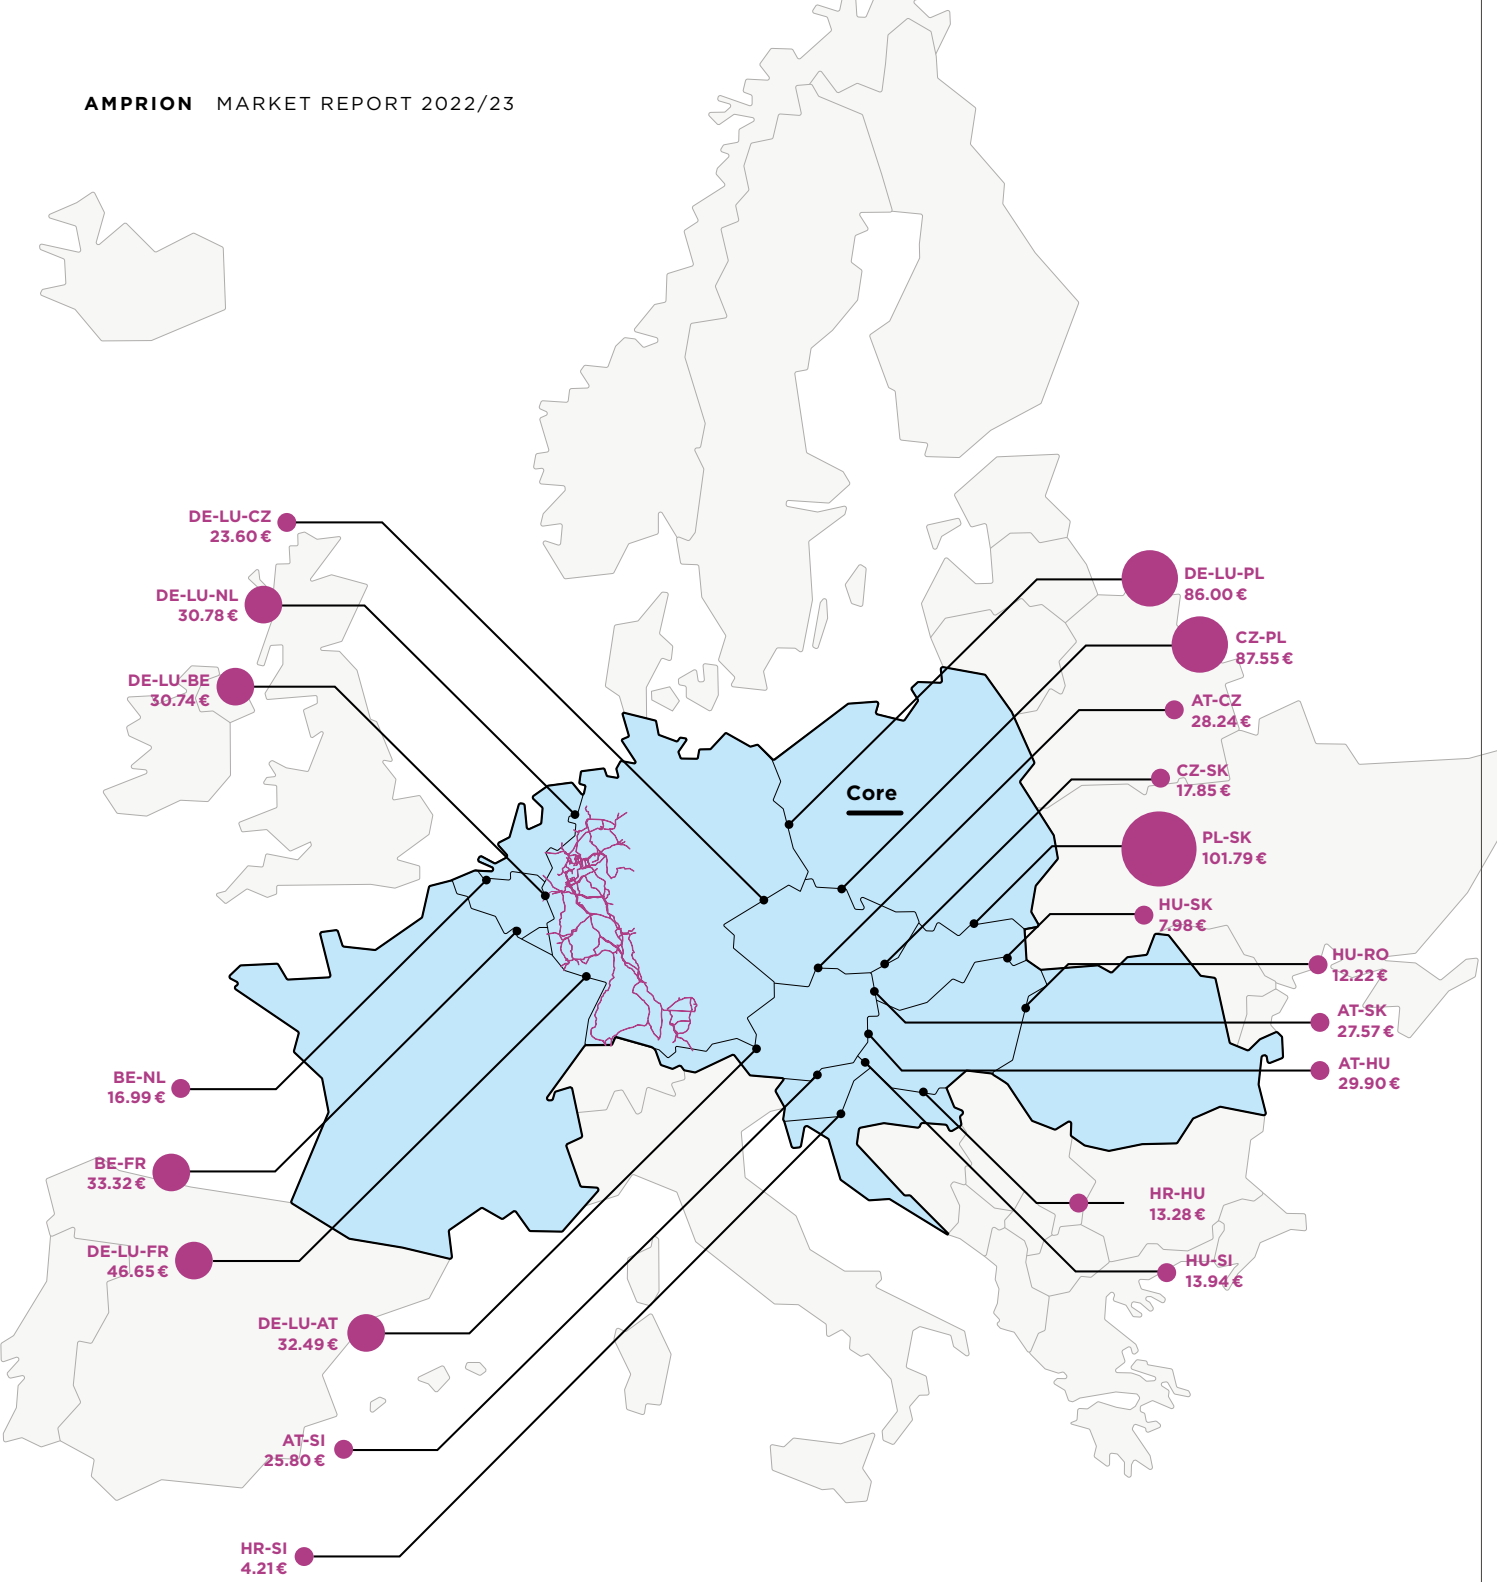 AMPRION MARKET REPORT 2022/23
DE-LU-CZ
23.60 €
DE-LU-NL
30.78 €
DE-LU-BE
30.74 €
BE-NL
16.99 €
BE-FR
33.32 €
DE-LU-FR
46.65 €
DE-LU-AT
32.49 €
AT-SI
25.80 €
HR-SI
4.21 €
Core
DE-LU-PL
86.00 €
CZ-PL
87.55 €
AT-CZ
28.24 €
CZ-SK
17.85 €
PL-SK
101.79 €
HU-SK
7.98 €
HU-RO
12.22 €
AT-SK
27.57 €
AT-HU
29.90 €
HR-HU
13.28 €
HU-SI
13.94 €